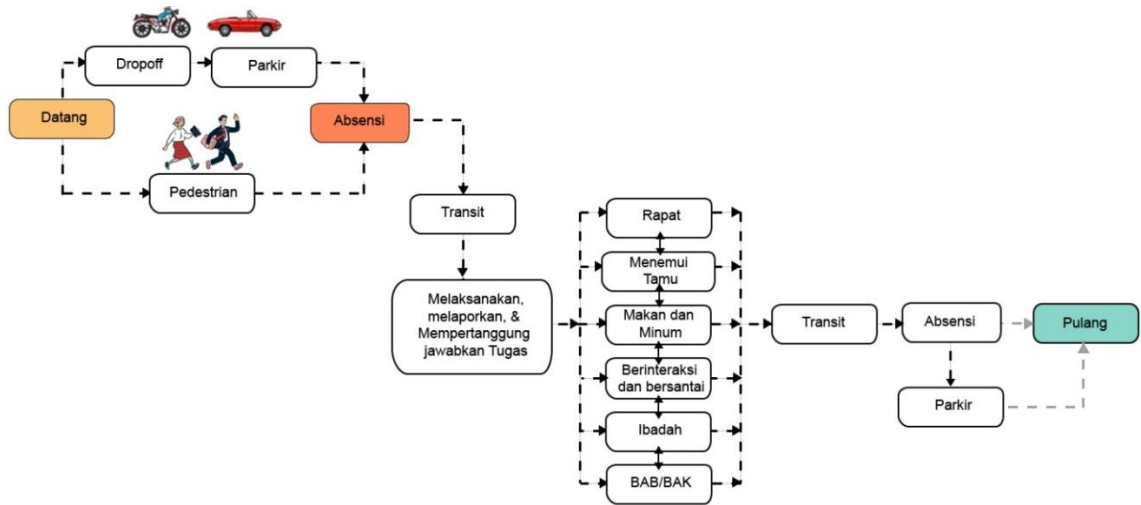 Dropoff
Parkir
Datang
Absensi
Pedestrian
Transit
Melaksanakan,
melaporkan, &
Mempertanggung
jawabkan Tugas
Rapat
Menemui
Tamu
Makan dan
Minum
Berinteraksi
dan bersantai
Ibadah
BAB/BAK
Transit
Absensi
Pulang
Parkir